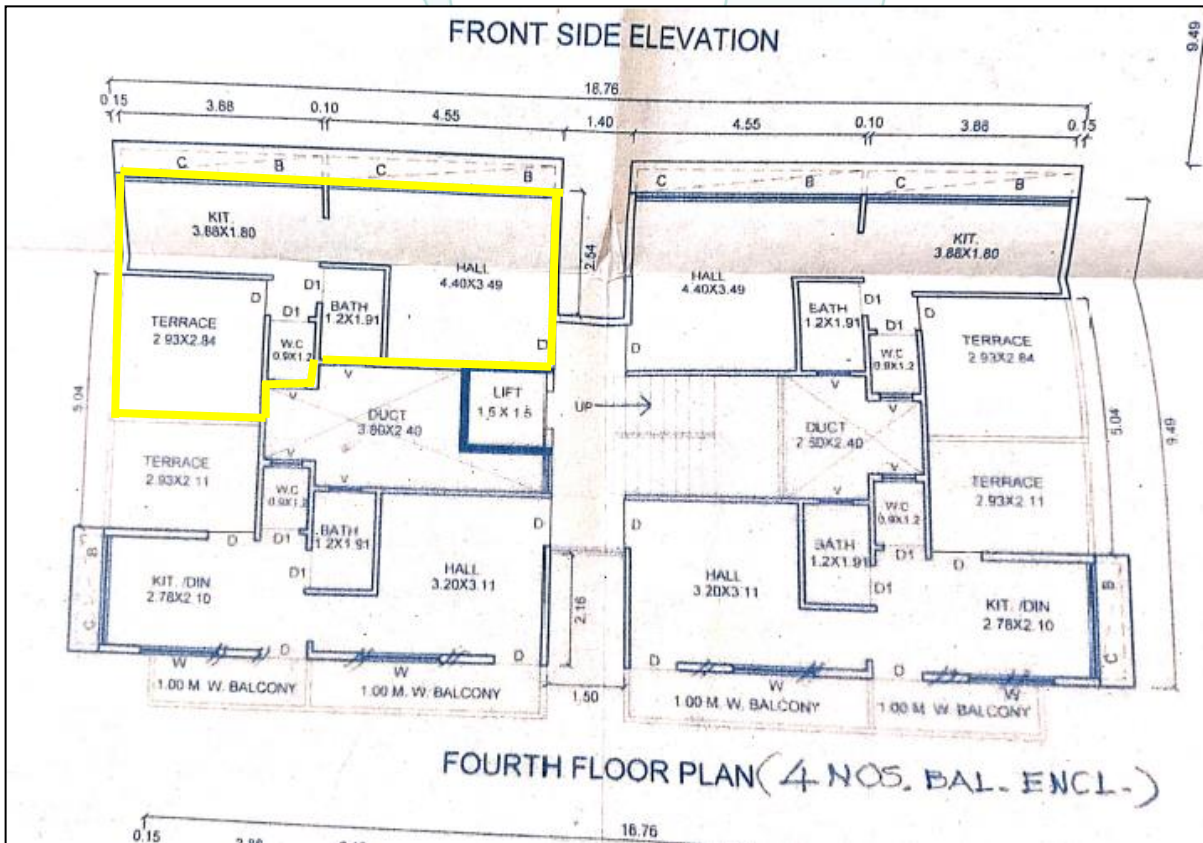 FRONT SIDE ELEVATION
9.49
18.76
0.15 3.88 0.10 4.55 1.40 4.55 0.10 3.88 0.15
C B C B C B C B
KIT.
3.88X1.80
HALL
4.40X3.49
2.54
HALL
4.40X3.49
KIT.
3.88X1.80
D D1 D1
BATH
1.2X1.91
W.C
0.9X1.2
D
TERRACE
2.93X2.84
5.04
D
BATH
1.2X1.91
D1
W.C
0.9X1.2
D
TERRACE
2.93X2.84
5.04
9.49
V V
DUCT
3.80X2.40
LIFT
1.5 X 1.5
UP
V V
DUCT
2.60X2.40
V V
V V
TERRACE
2.93X2.11
W.C
0.9X1.2
BATH
1.2X1.91
D D1 D1
D
W.C
0.9X1.2
BATH
1.2X1.91
D D1 D1
D
TERRACE
2.93X2.11
B
C
KIT. /DIN
2.78X2.10
HALL
3.20X3.11
2.16
HALL
3.20X3.11
KIT. /DIN
2.78X2.10
B
C
W D W D D W D W
1.00 M. W. BALCONY
1.00 M. W. BALCONY
1.50
1.00 M. W. BALCONY
1.00 M. W. BALCONY
FOURTH FLOOR PLAN (4 NOS. BAL. ENCL.)
16.76
0.15